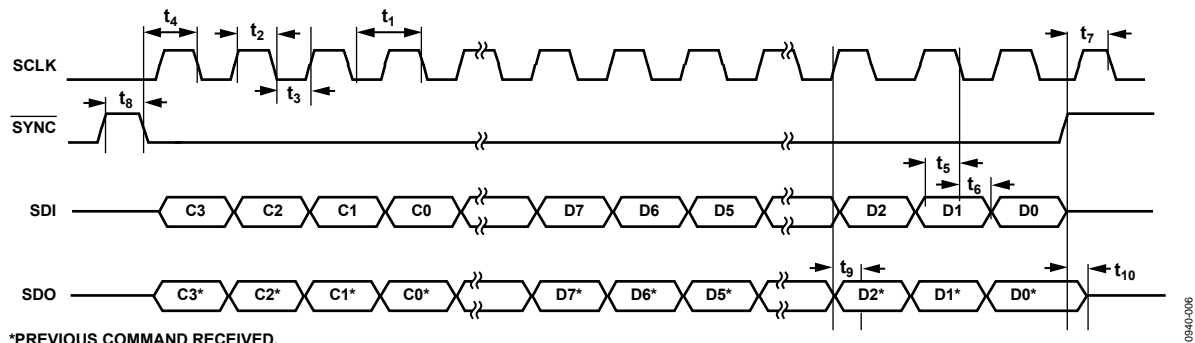 t4 t2 t1 t7
SCLK
t8 t3
SYNC
t5
t6
SDI C3 C2 C1 C0 D7 D6 D5 D2 D1 D0
t9 t10
SDO C3* C2* C1* C0* D7* D6* D5* D2* D1* D0*
*PREVIOUS COMMAND RECEIVED.
0940-006